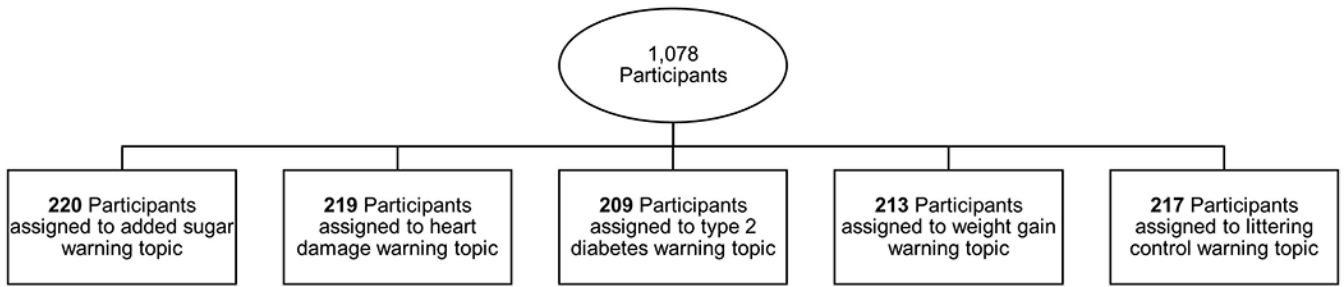 1,078
Participants
220 Participants
assigned to added sugar
warning topic
219 Participants
assigned to heart
damage warning topic
209 Participants
assigned to type 2
diabetes warning topic
213 Participants
assigned to weight gain
warning topic
217 Participants
assigned to littering
control warning topic